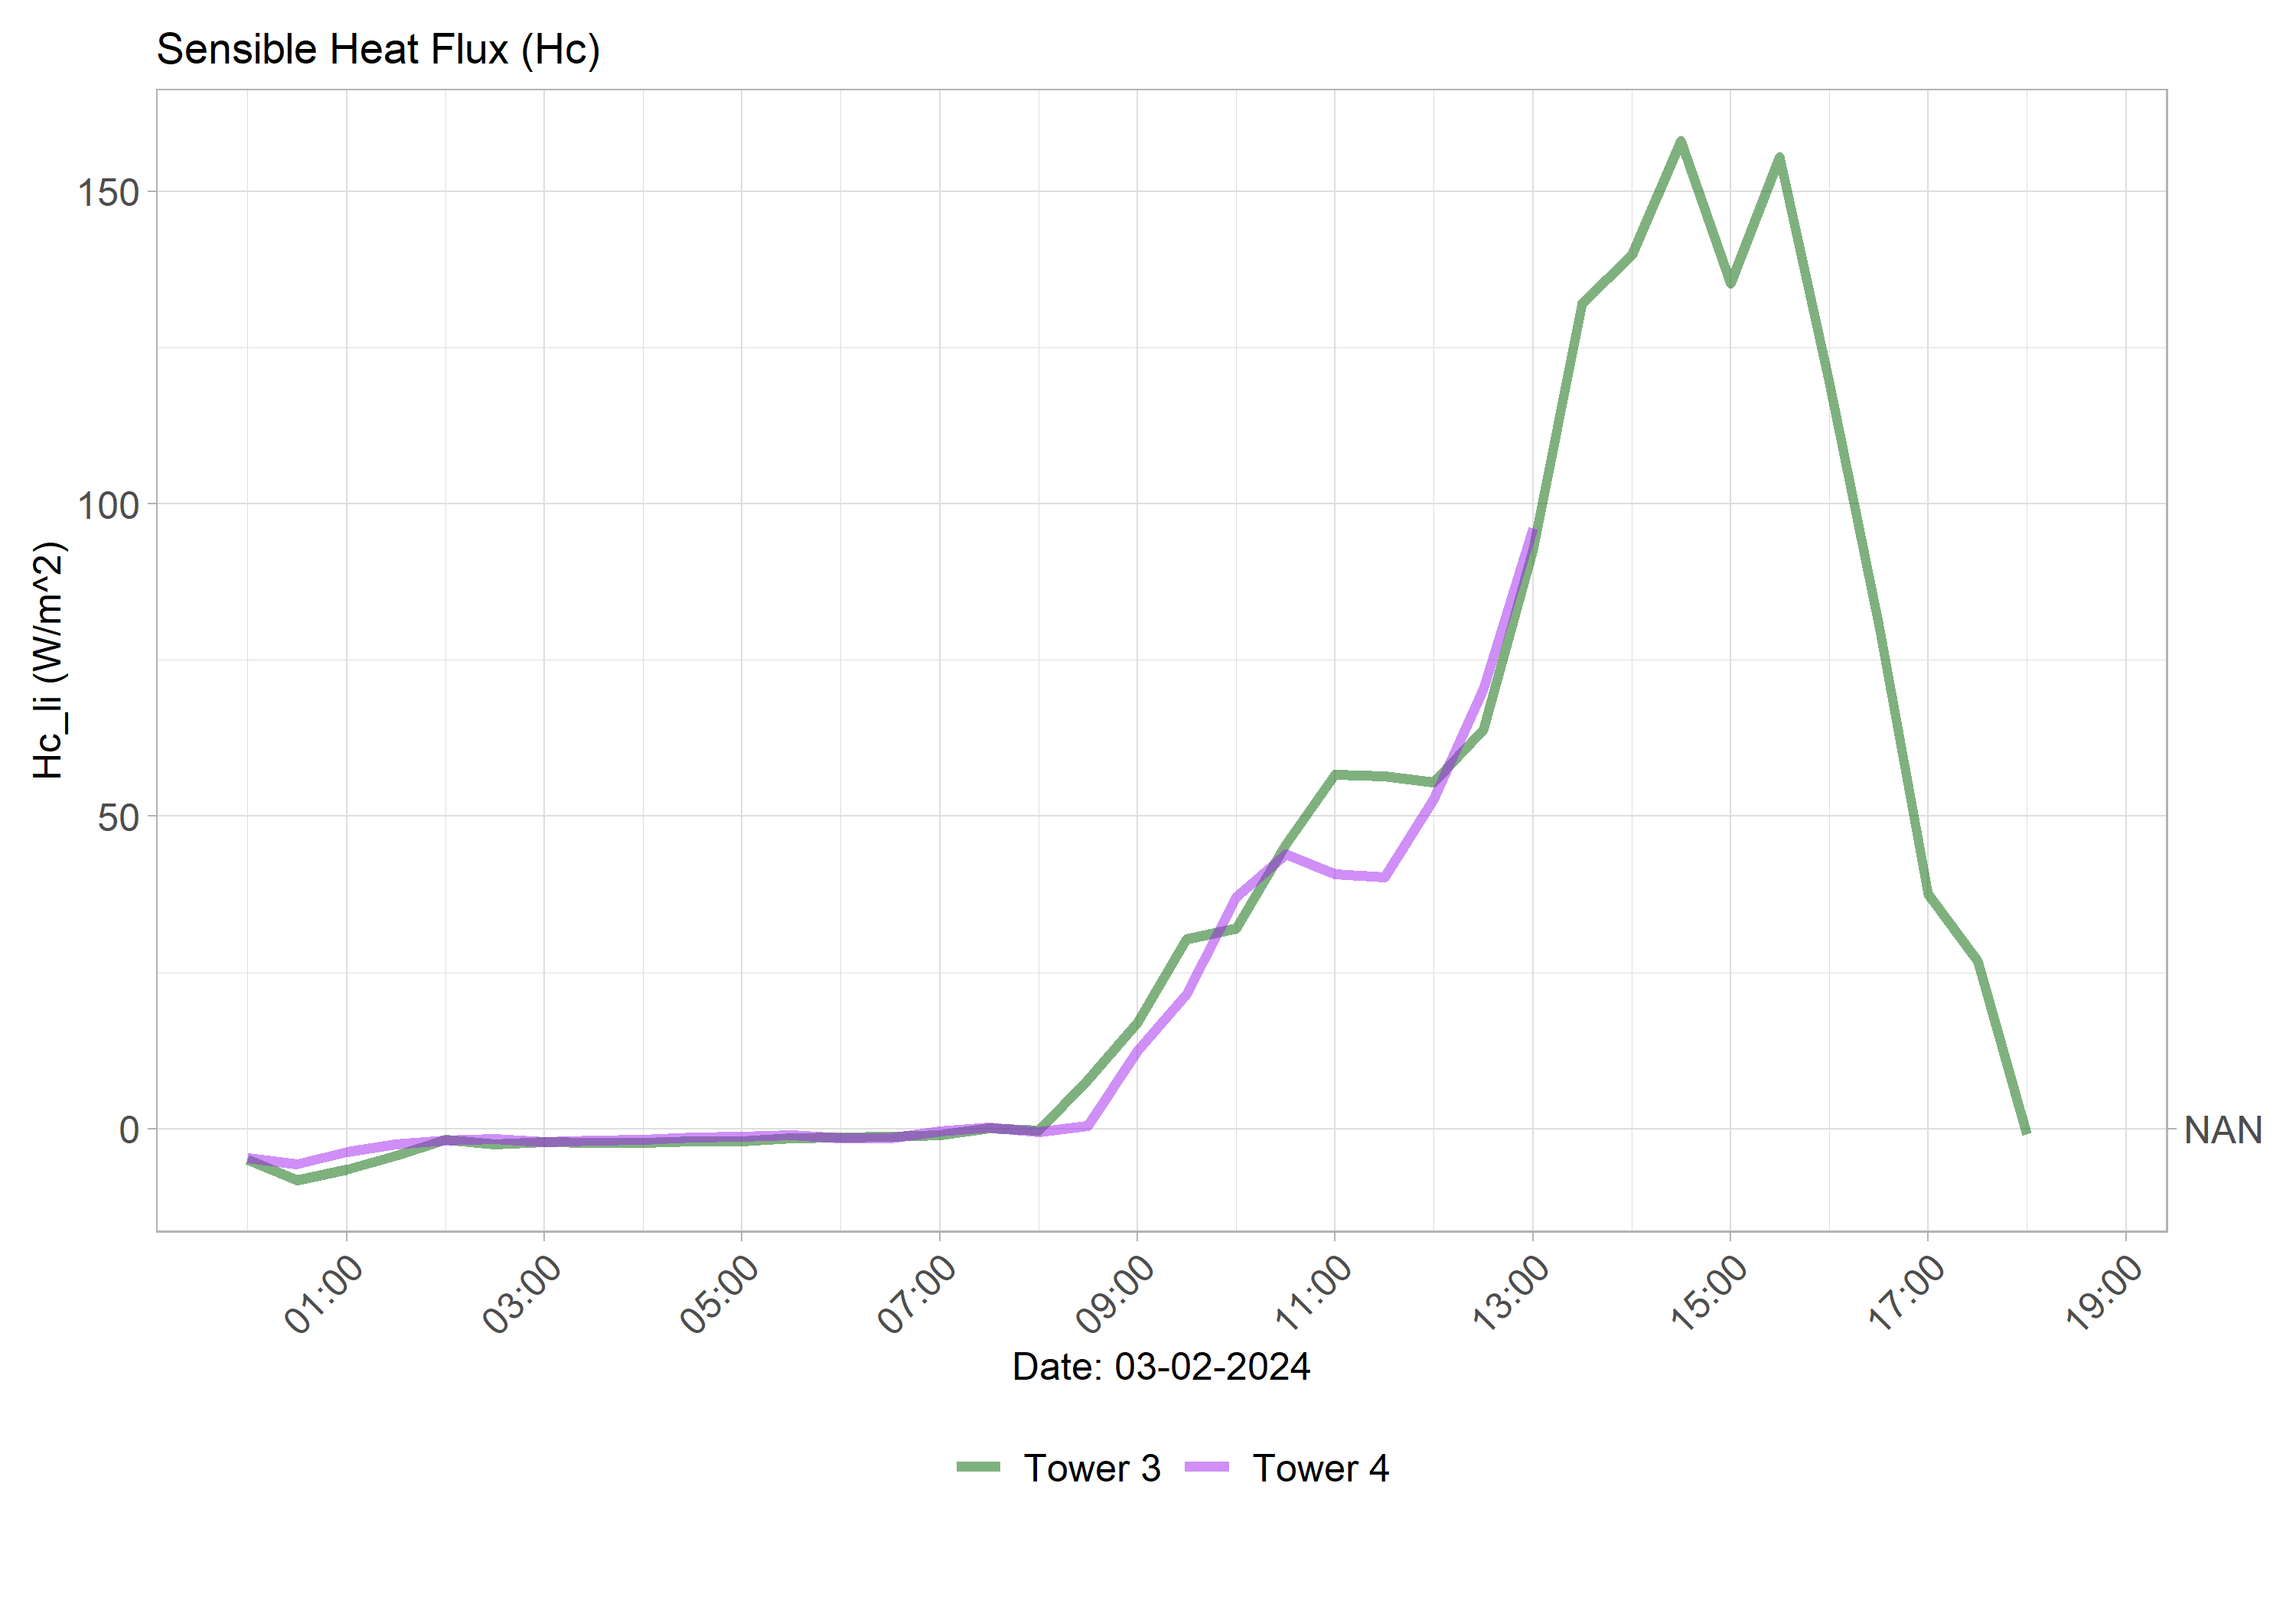 Sensible Heat Flux (Hc)
Hc_li (W/m^2)
150
100
50
0
NAN
01:00
03:00
05:00
07:00
09:00
11:00
13:00
15:00
17:00
19:00
Date: 03-02-2024
Tower 3
Tower 4